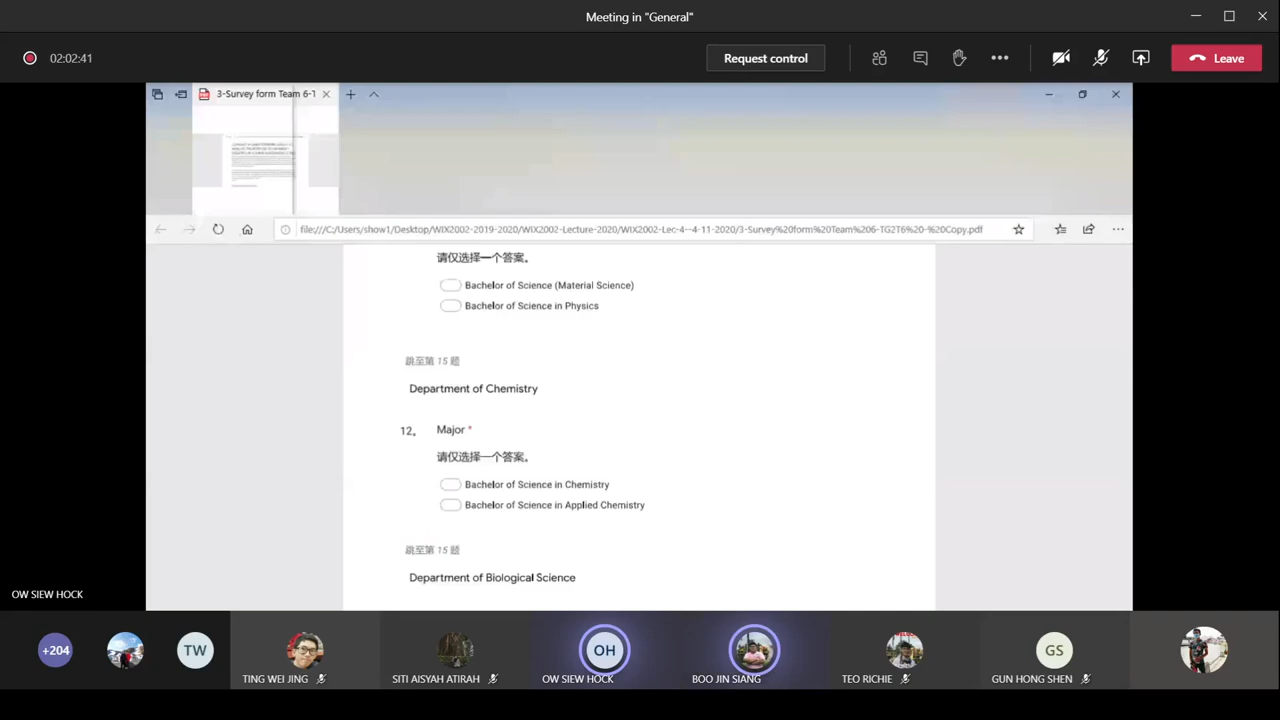 Meeting in "General"
02:02:41
Request control
Leave
3-Survey form Team 6-T
file:///C:/Users/show1/Desktop/WIX2002-2019-2020/WIX2002-Lecture-2020/WIX2002-Lec-4--4-11-2020/3-Survey%20form%20Team%206-TG2T6%20-%20Copy.pdf
请仅选择一个答案。
Bachelor of Science (Material Science)
Bachelor of Science in Physics
跳至第 15 题
Department of Chemistry
12。 Major *
请仅选择一个答案。
Bachelor of Science in Chemistry
Bachelor of Science in Applied Chemistry
跳至第 15 题
Department of Biological Science
OW SIEW HOCK
+204
TW
OH
GS
TING WEI JING
SITI AISYAH ATIRAH
OW SIEW HOCK
BOO JIN SIANG
TEO RICHIE
GUN HONG SHEN